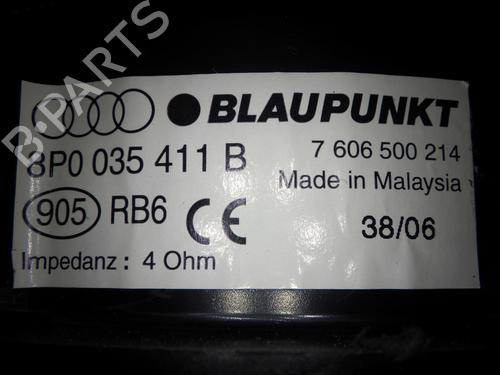 BLAUPUNKT
8P0 035 411 B
7 606 500 214
Made in Malaysia
905 RB6 CE
38/06
Impedanz : 4 Ohm
B-PARTS